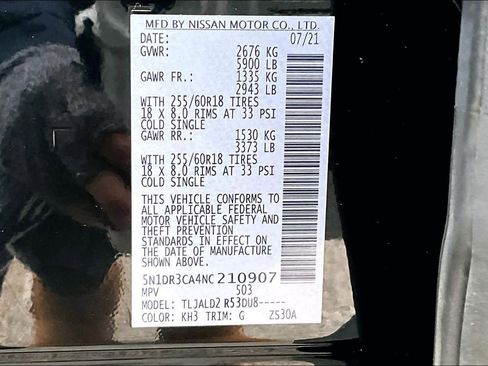 MFD BY NISSAN MOTOR CO., LTD.
DATE: 07/21
GVWR: 2676 KG
5900 LB
GAWR FR.: 1335 KG
2943 LB
WITH 255/60R18 TIRES
18 X 8.0 RIMS AT 33 PSI
COLD SINGLE
GAWR RR.: 1530 KG
3373 LB
WITH 255/60R18 TIRES
18 X 8.0 RIMS AT 33 PSI
COLD SINGLE
THIS VEHICLE CONFORMS TO
ALL APPLICABLE FEDERAL
MOTOR VEHICLE SAFETY AND
THEFT PREVENTION
STANDARDS IN EFFECT ON
THE DATE OF MANUFACTURE
SHOWN ABOVE.
5N1DR3CA4NC210907
MPV 503
MODEL: TLJALD2 R53DU8-----
COLOR: KH3 TRIM: G ZS30A